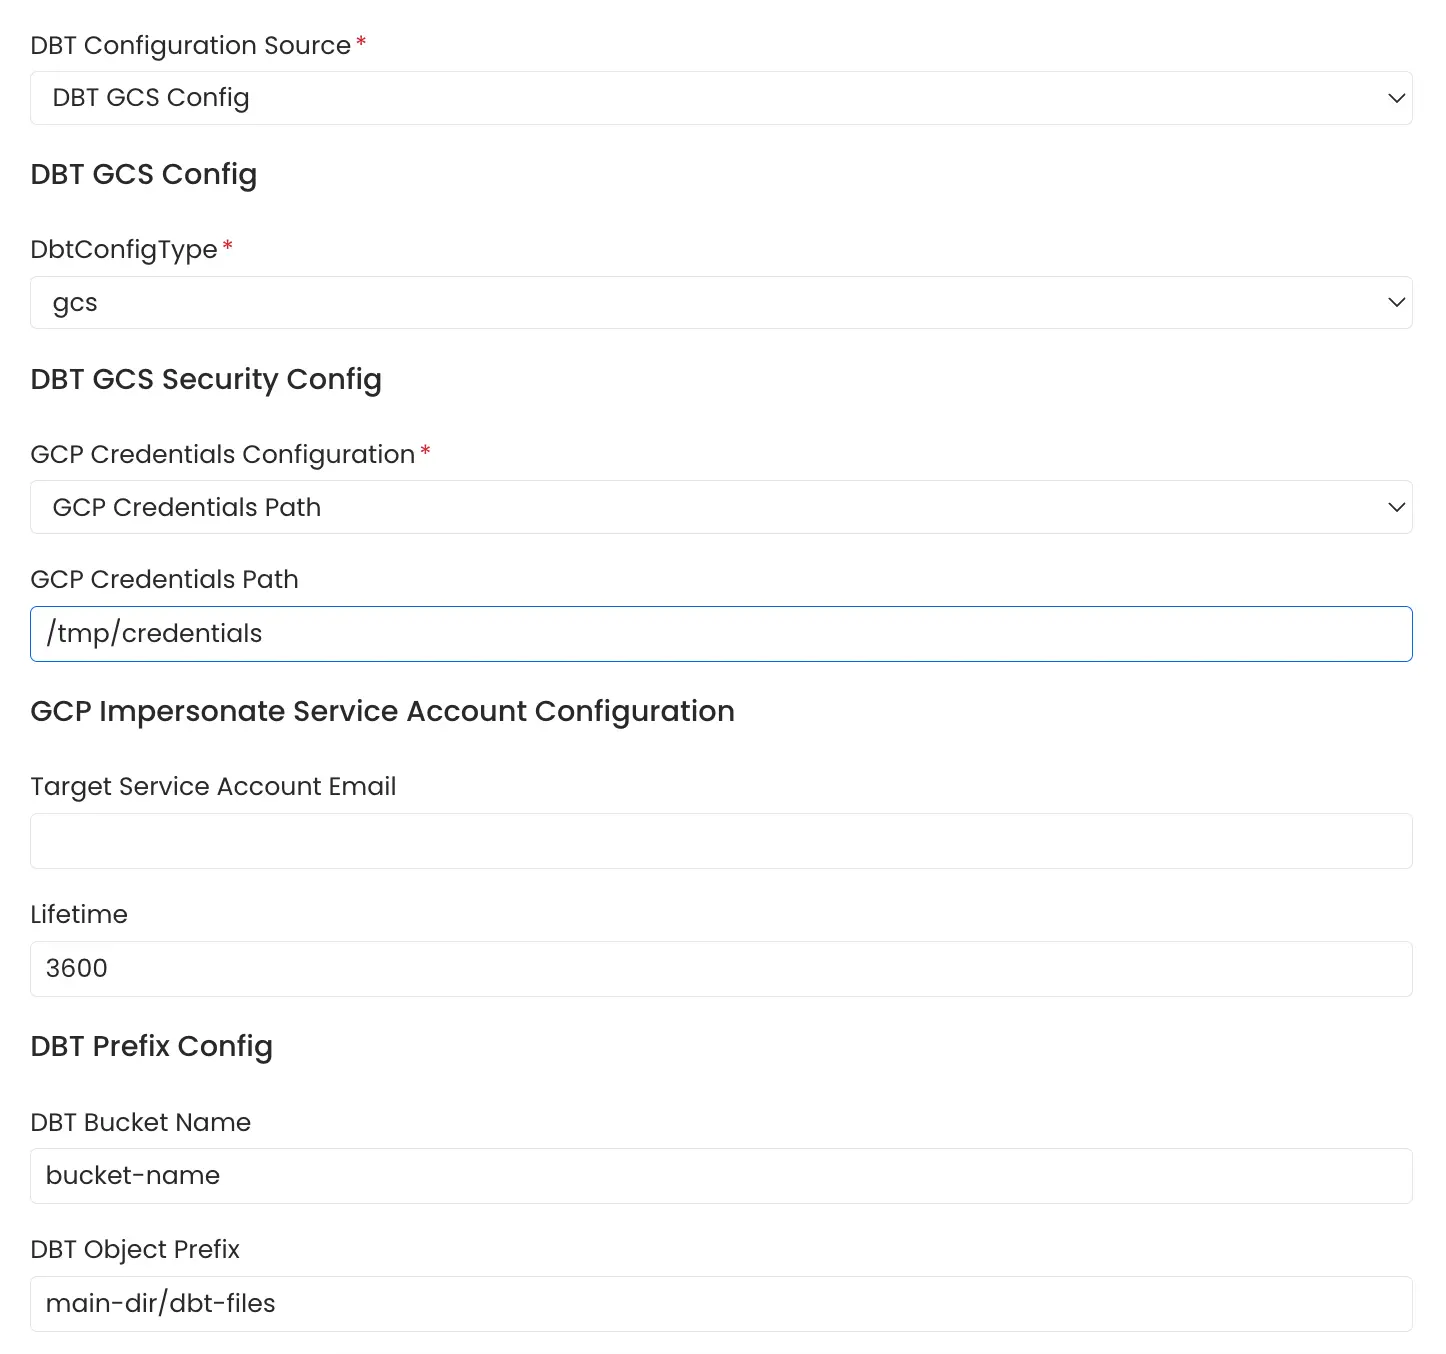 DBT Configuration Source*
DBT GCS Config
DBT GCS Config
DbtConfigType*
gcs
DBT GCS Security Config
GCP Credentials Configuration*
GCP Credentials Path
GCP Credentials Path
/tmp/credentials
GCP Impersonate Service Account Configuration
Target Service Account Email
Lifetime
3600
DBT Prefix Config
DBT Bucket Name
bucket-name
DBT Object Prefix
main-dir/dbt-files